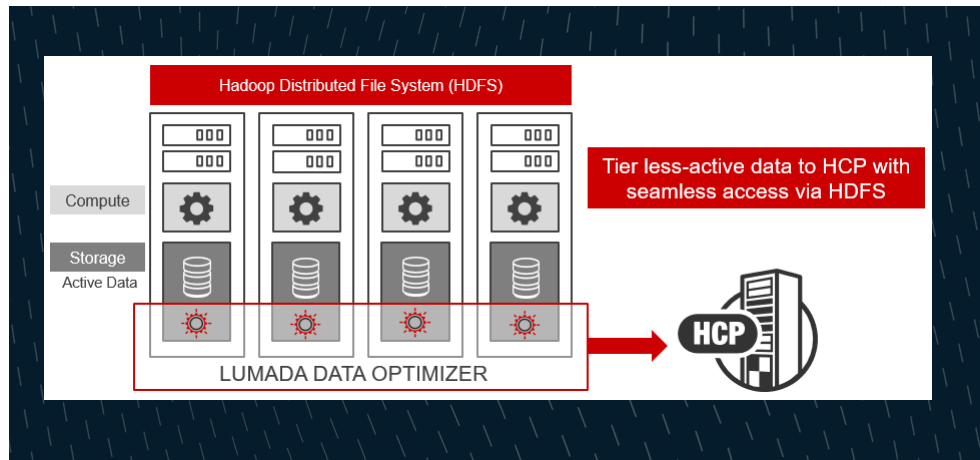 Hadoop Distributed File System (HDFS)
Tier less-active data to HCP with
seamless access via HDFS
Compute
Storage
Active Data
HCP
LUMADA DATA OPTIMIZER